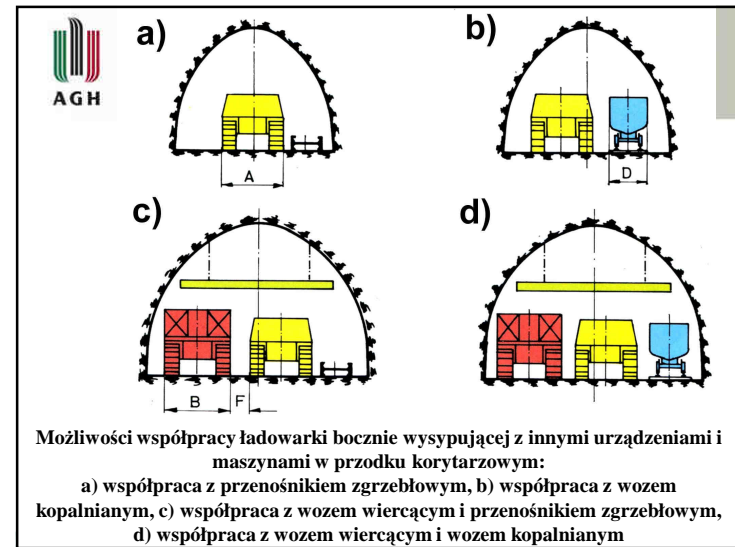 a)
b)
AGH
A
D
c)
d)
B F
Możliwości współpracy ładowarki bocznie wysypującej z innymi urządzeniami i
maszynami w przodku korytarzowym:
a) współpraca z przenośnikiem zgrzebłowym, b) współpraca z wozem
kopalnianym, c) współpraca z wozem wiercącym i przenośnikiem zgrzebłowym,
d) współpraca z wozem wiercącym i wozem kopalnianym